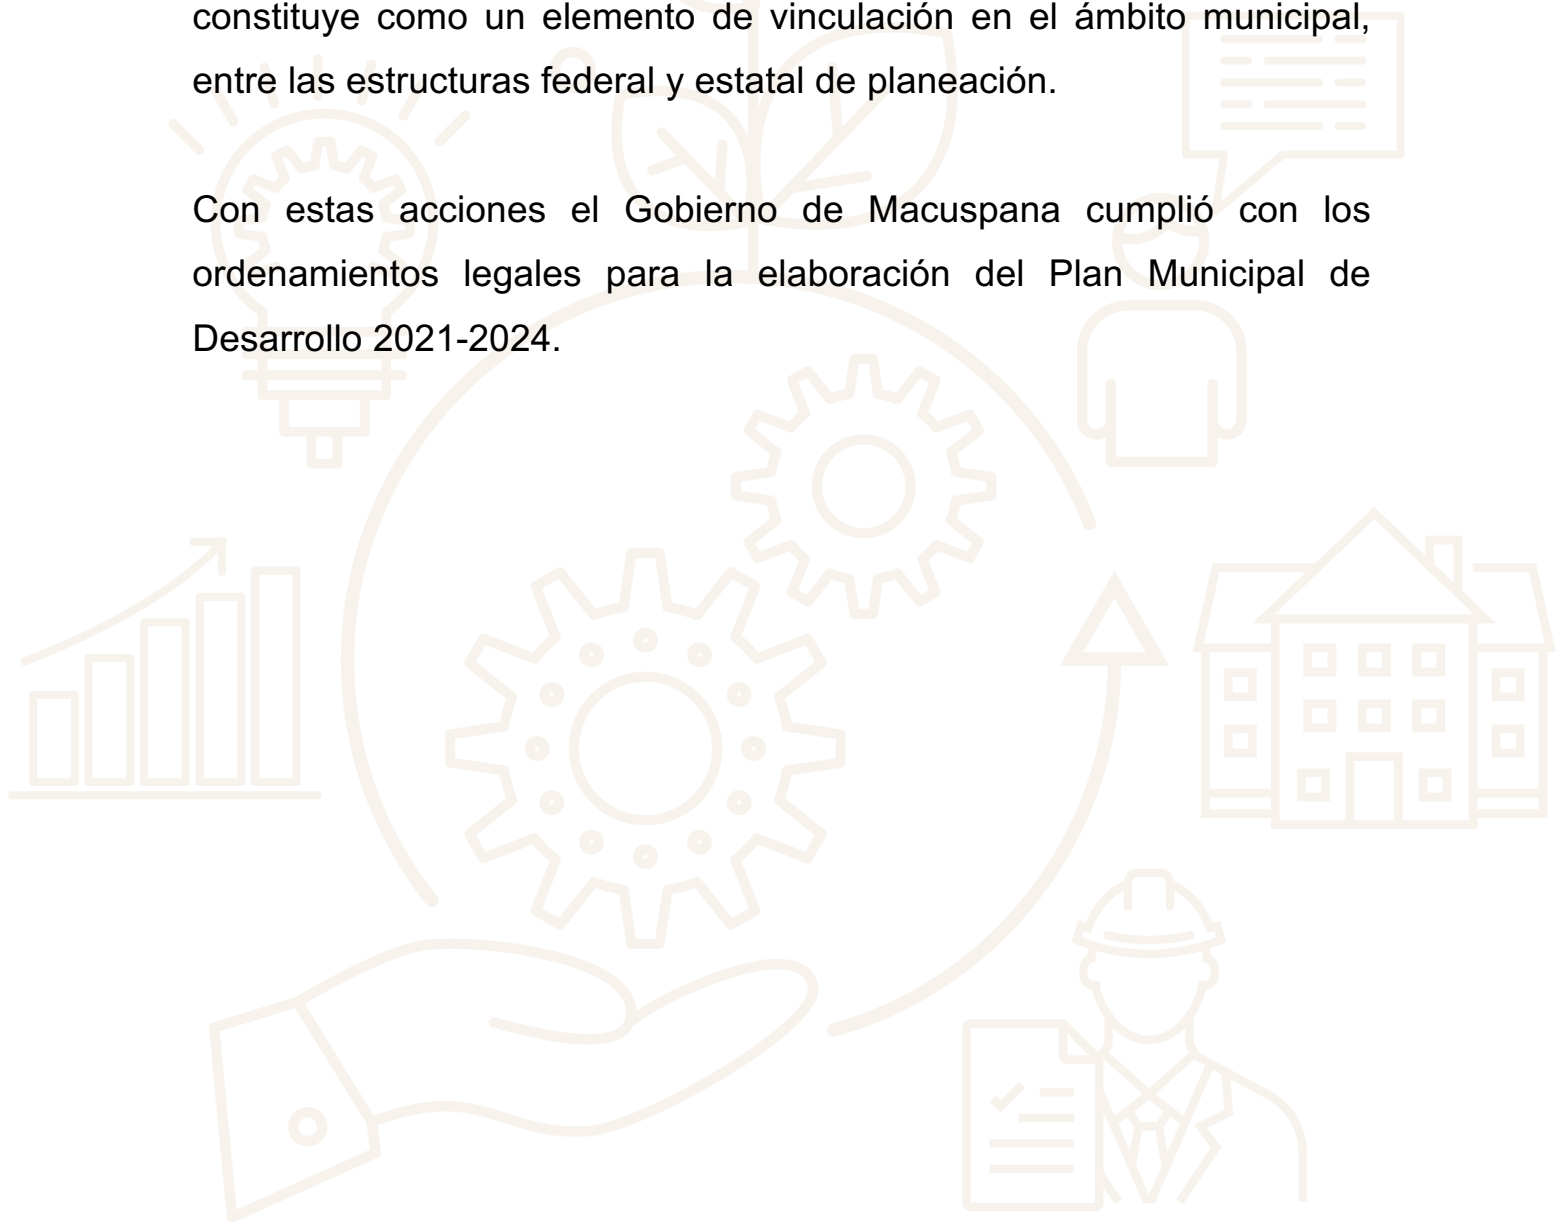 constituye como un elemento de vinculación en el ámbito municipal,
entre las estructuras federal y estatal de planeación.
Con estas acciones el Gobierno de Macuspana cumplió con los
ordenamientos legales para la elaboración del Plan Municipal de
Desarrollo 2021-2024.